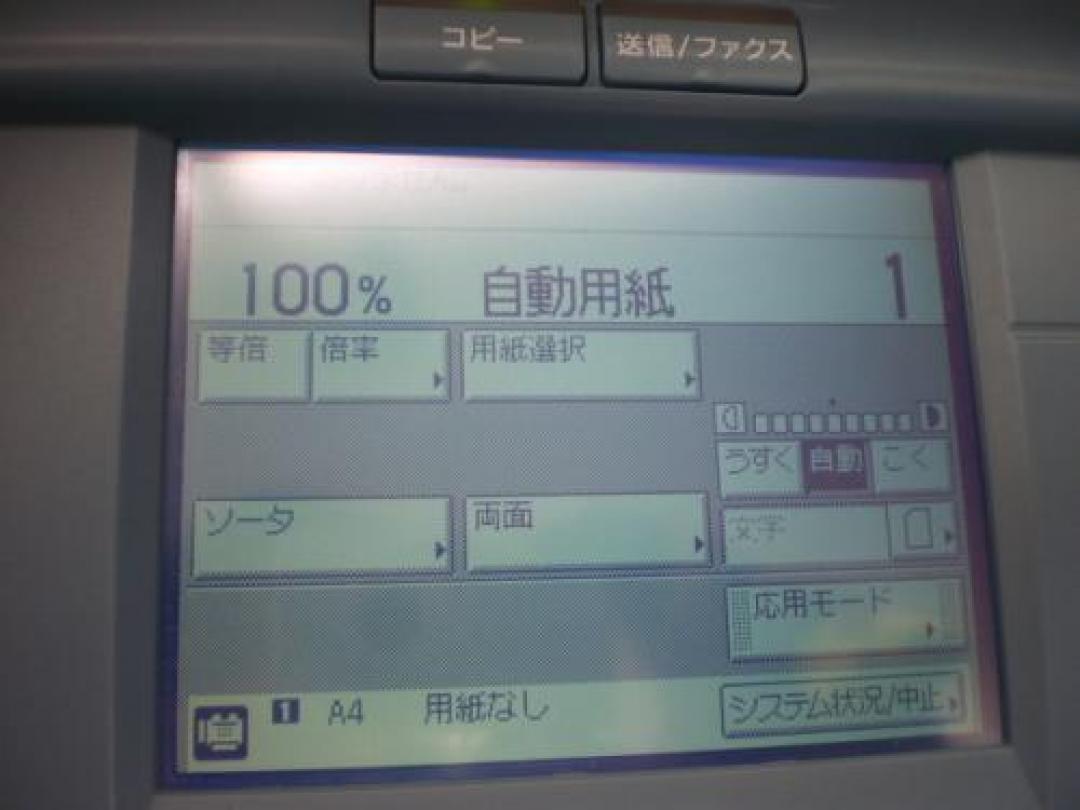 コピー 送信/ファクス
100% 自動用紙 1
等倍 倍率 用紙選択
うすく 自動 こく
ソータ 両面 文字
応用モード
1 A4 用紙なし システム状況/中止